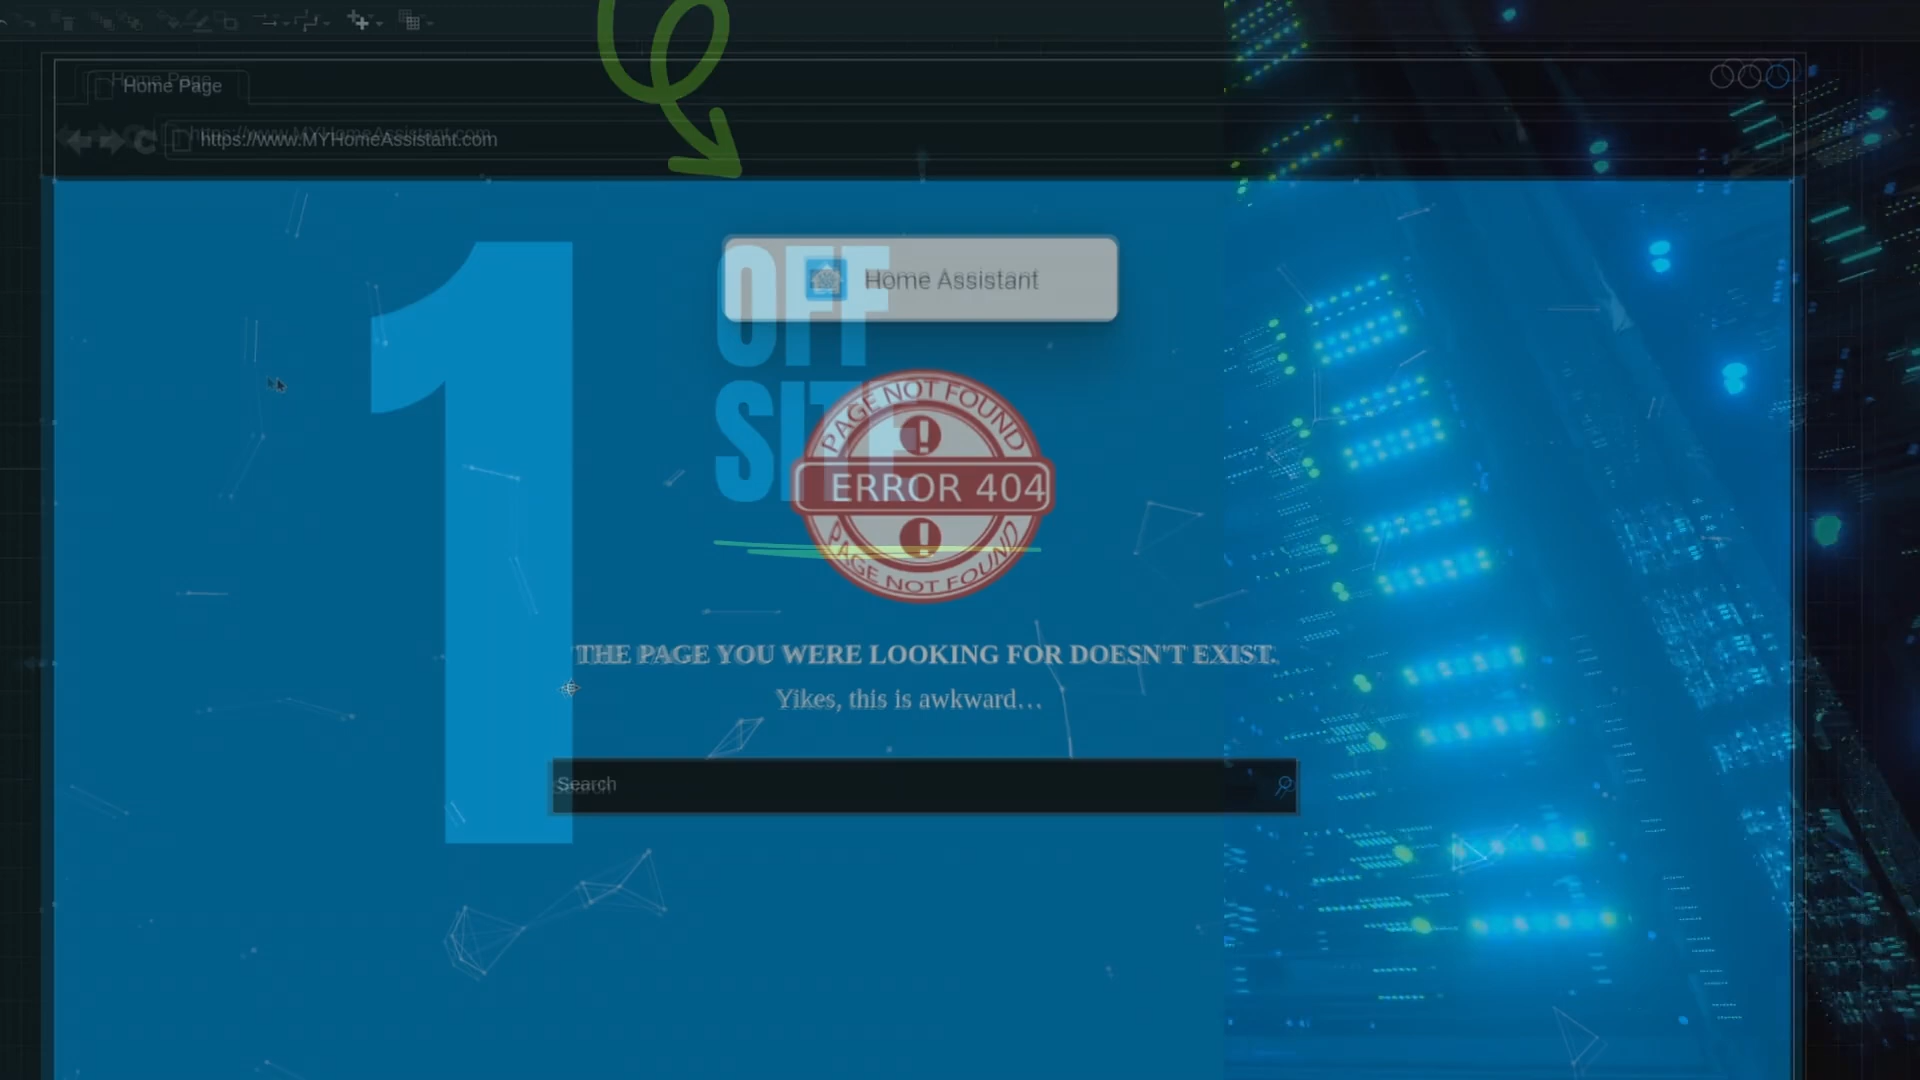 Home Page
https://www.MYHomeAssistant.com
1
OFF
SITE
Home Assistant
PAGE NOT FOUND
ERROR 404
PAGE NOT FOUND
THE PAGE YOU WERE LOOKING FOR DOESN'T EXIST.
Yikes, this is awkward...
Search